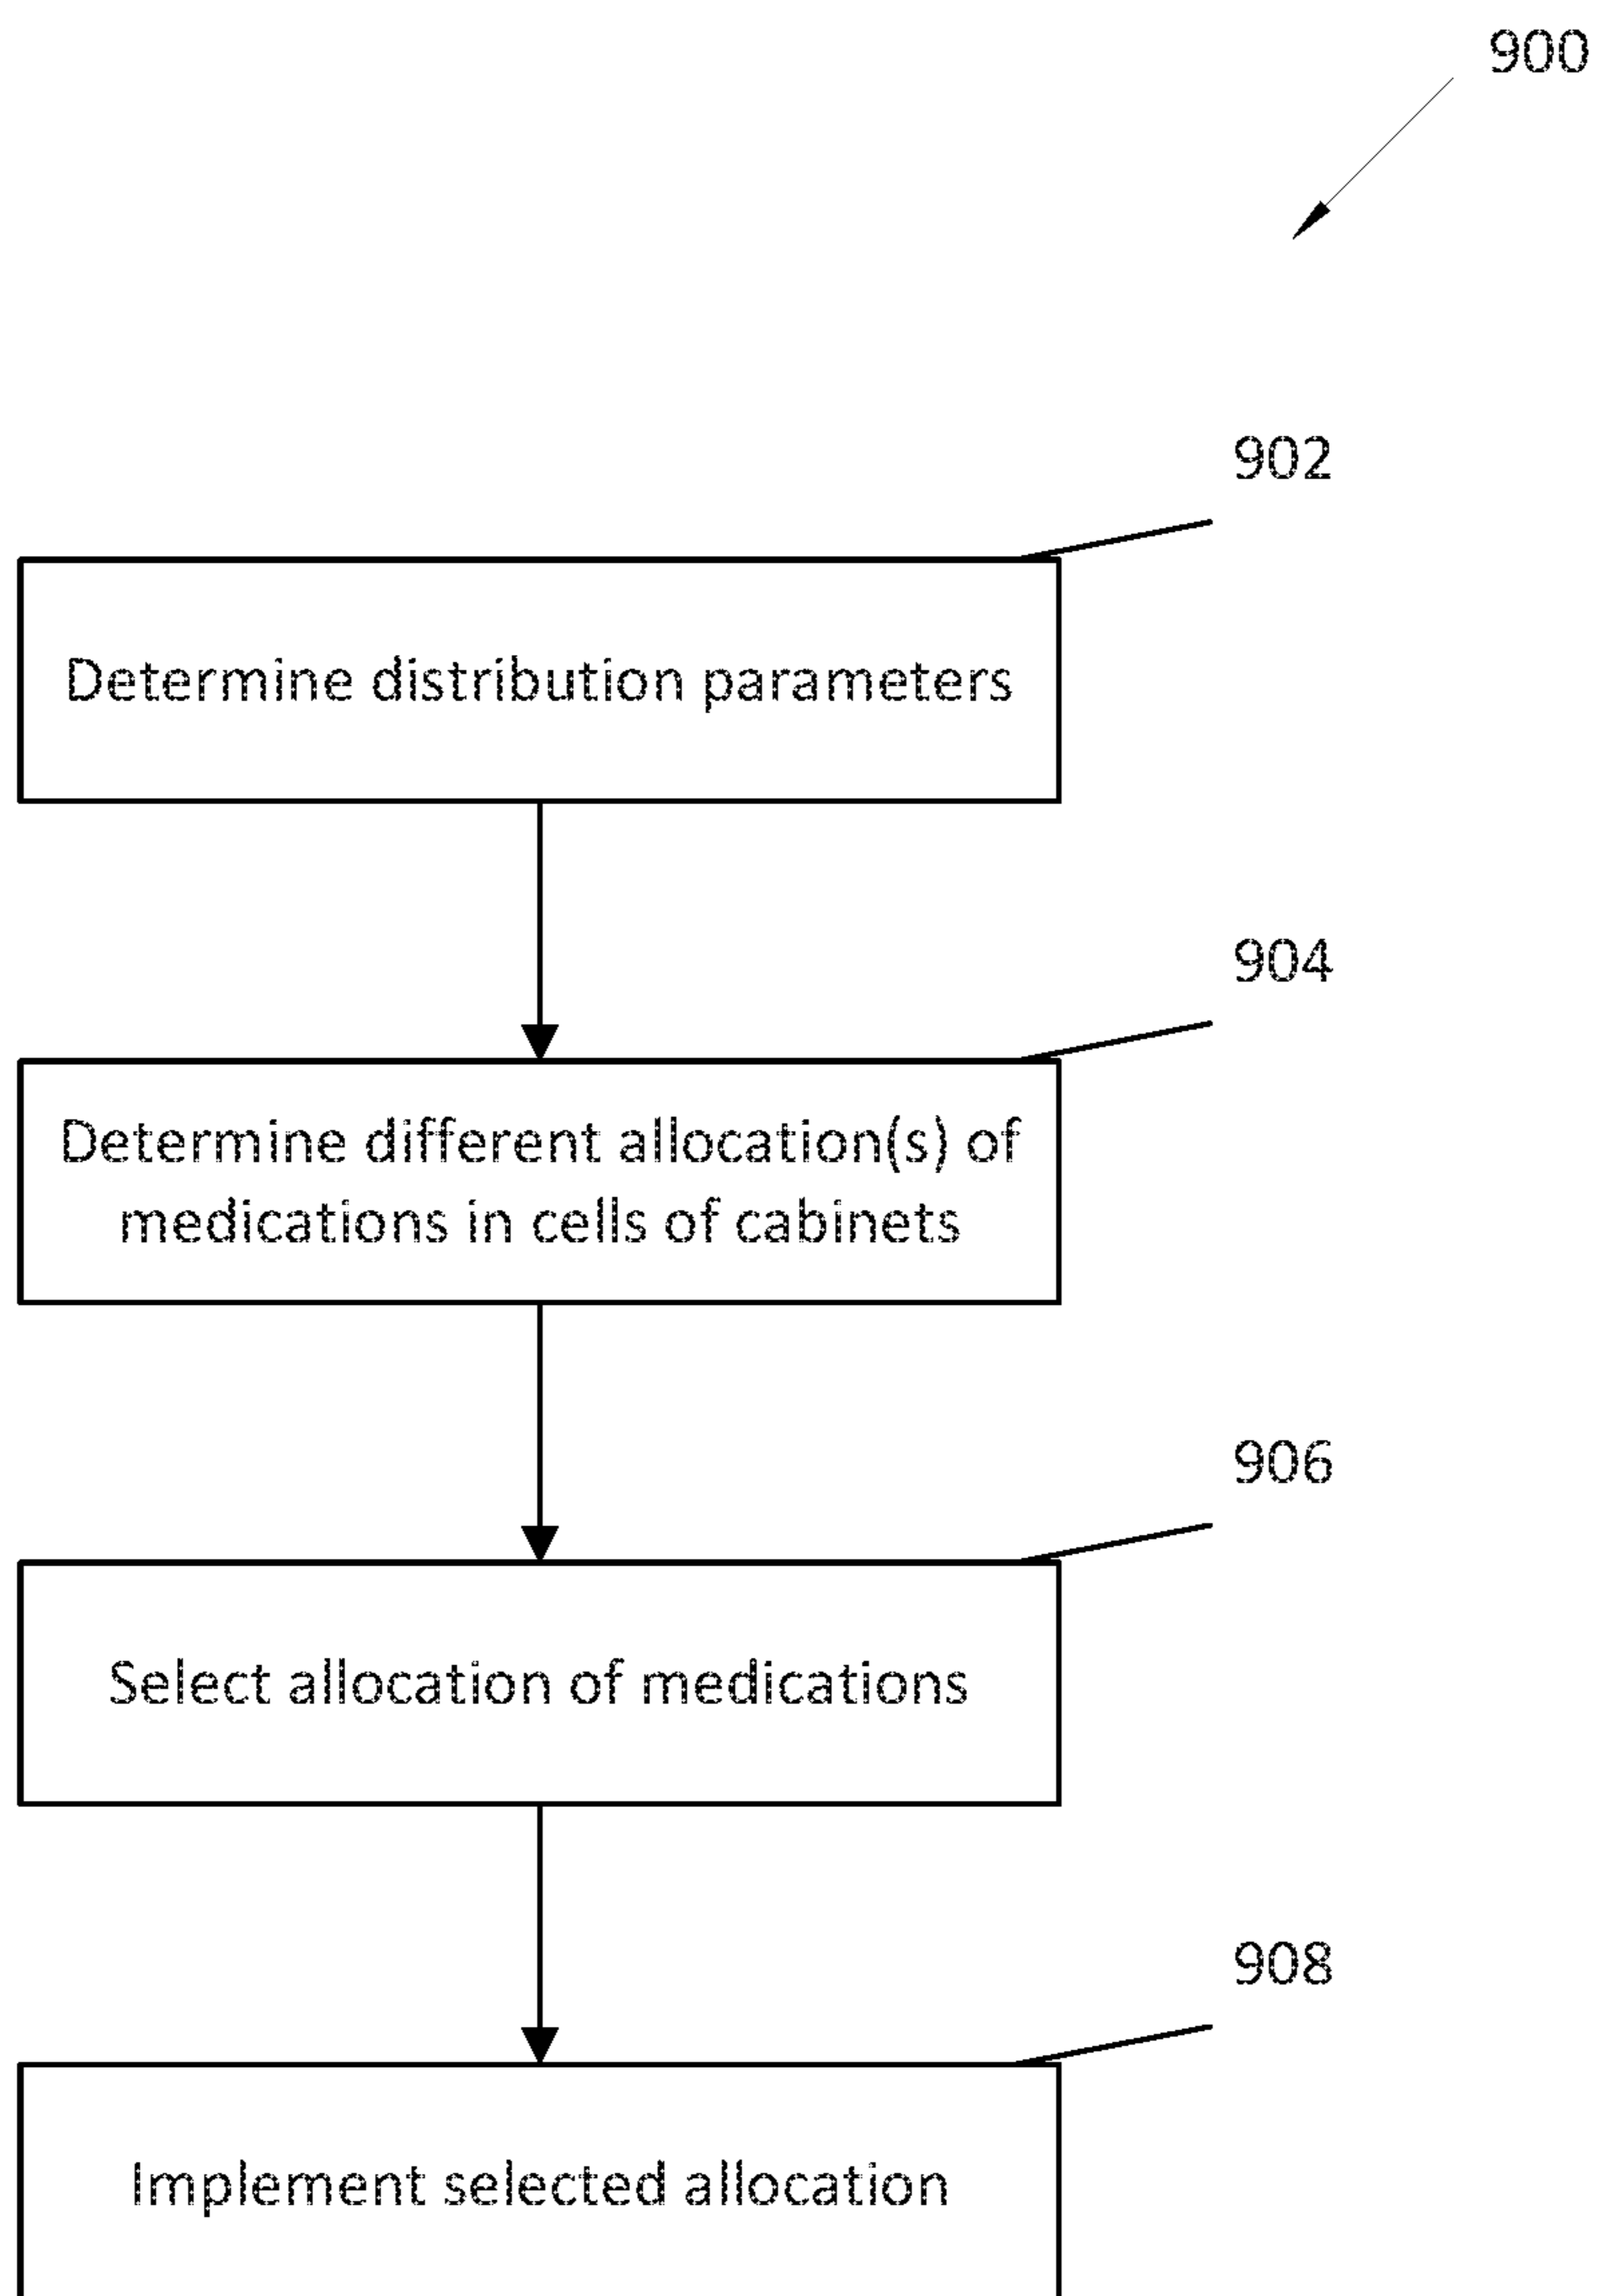 900
902
Determine distribution parameters
904
Determine different allocation(s) of
medications in cells of cabinets
906
Select allocation of medications
908
Implement selected allocation